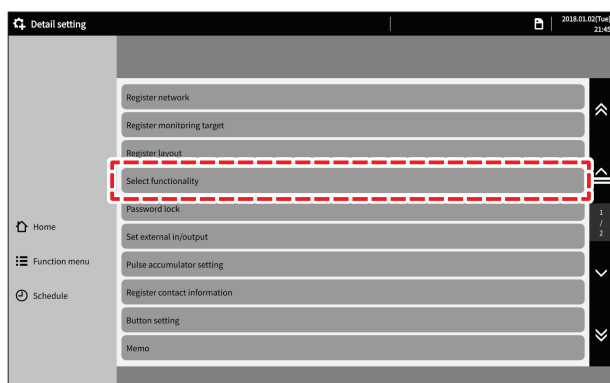 Detail setting
2018.01.02(Tue)
21:45
Register network
Register monitoring target
Register layout
Select functionality
Password lock
Set external in/output
Pulse accumulator setting
Register contact information
Button setting
Memo
Home
Function menu
Schedule
1
/
2